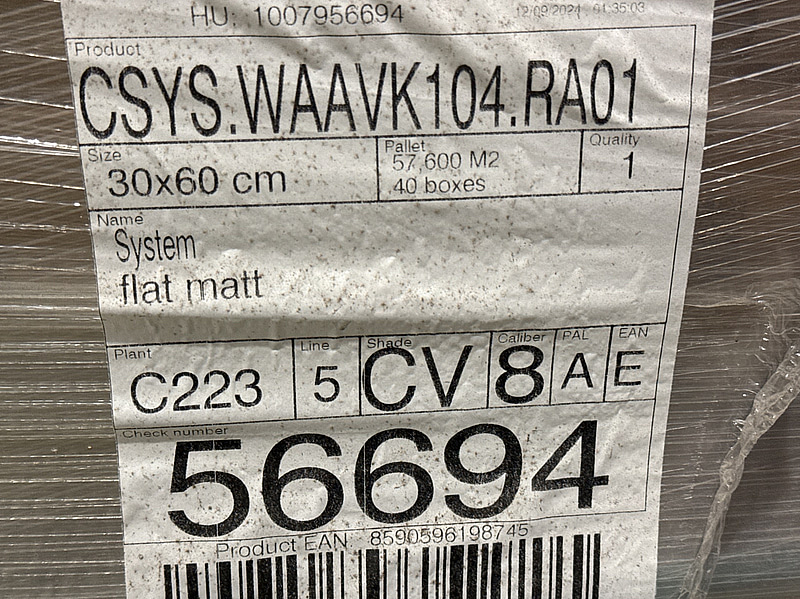 HU: 1007956694 12/09/2024 01:35:03
Product
CSYS.WAAVK104.RA01
Size
30x60 cm
Pallet
57,600 M2
40 boxes
Quality
1
Name
System
flat matt
Plant
C223
Line
5
Shade
CV
Caliber
8
PAL
A
EAN
E
Check number
56694
Product EAN 8590596198745